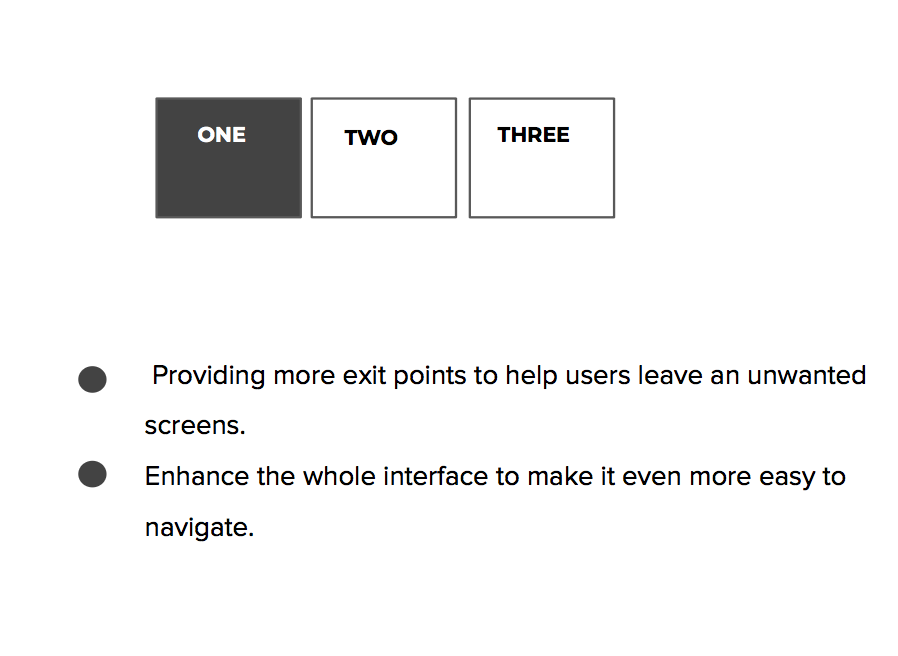 ONE TWO THREE
Providing more exit points to help users leave an unwanted
screens.
Enhance the whole interface to make it even more easy to
navigate.